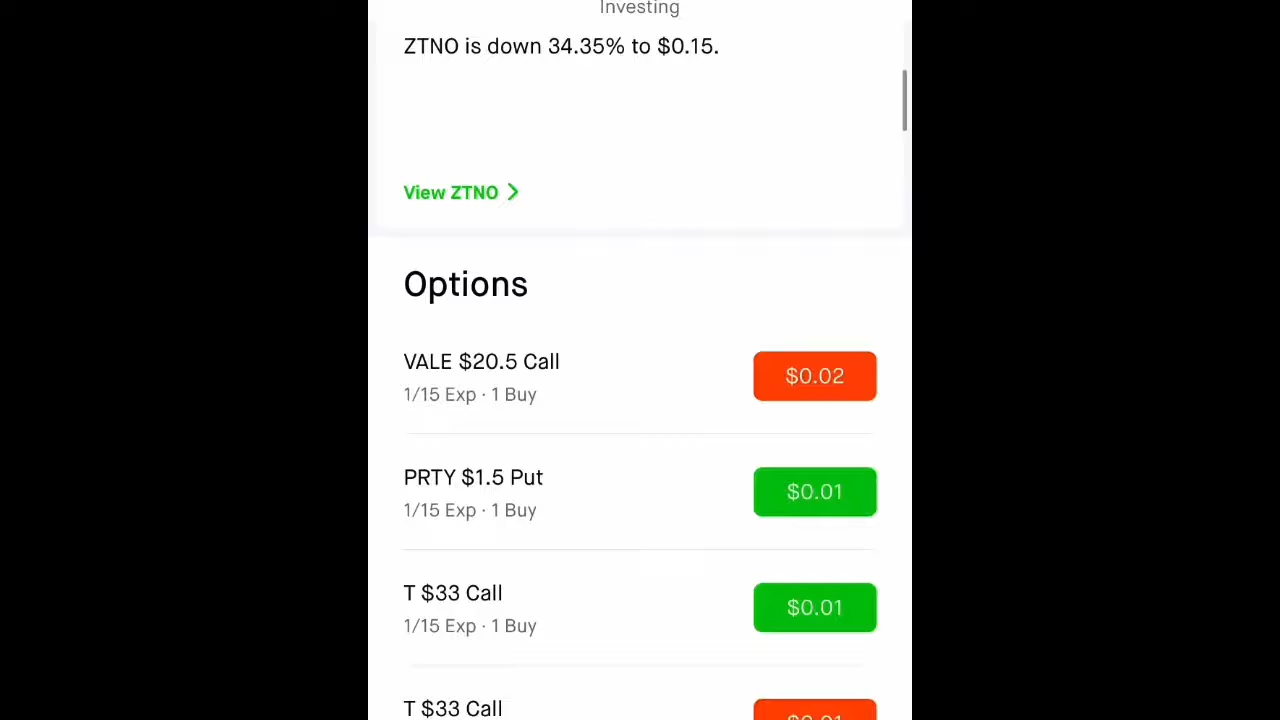 Investing
ZTNO is down 34.35% to $0.15.
View ZTNO
Options
VALE $20.5 Call
$0.02
1/15 Exp · 1 Buy
PRTY $1.5 Put
$0.01
1/15 Exp · 1 Buy
T $33 Call
$0.01
1/15 Exp · 1 Buy
T $33 Call
$0.01